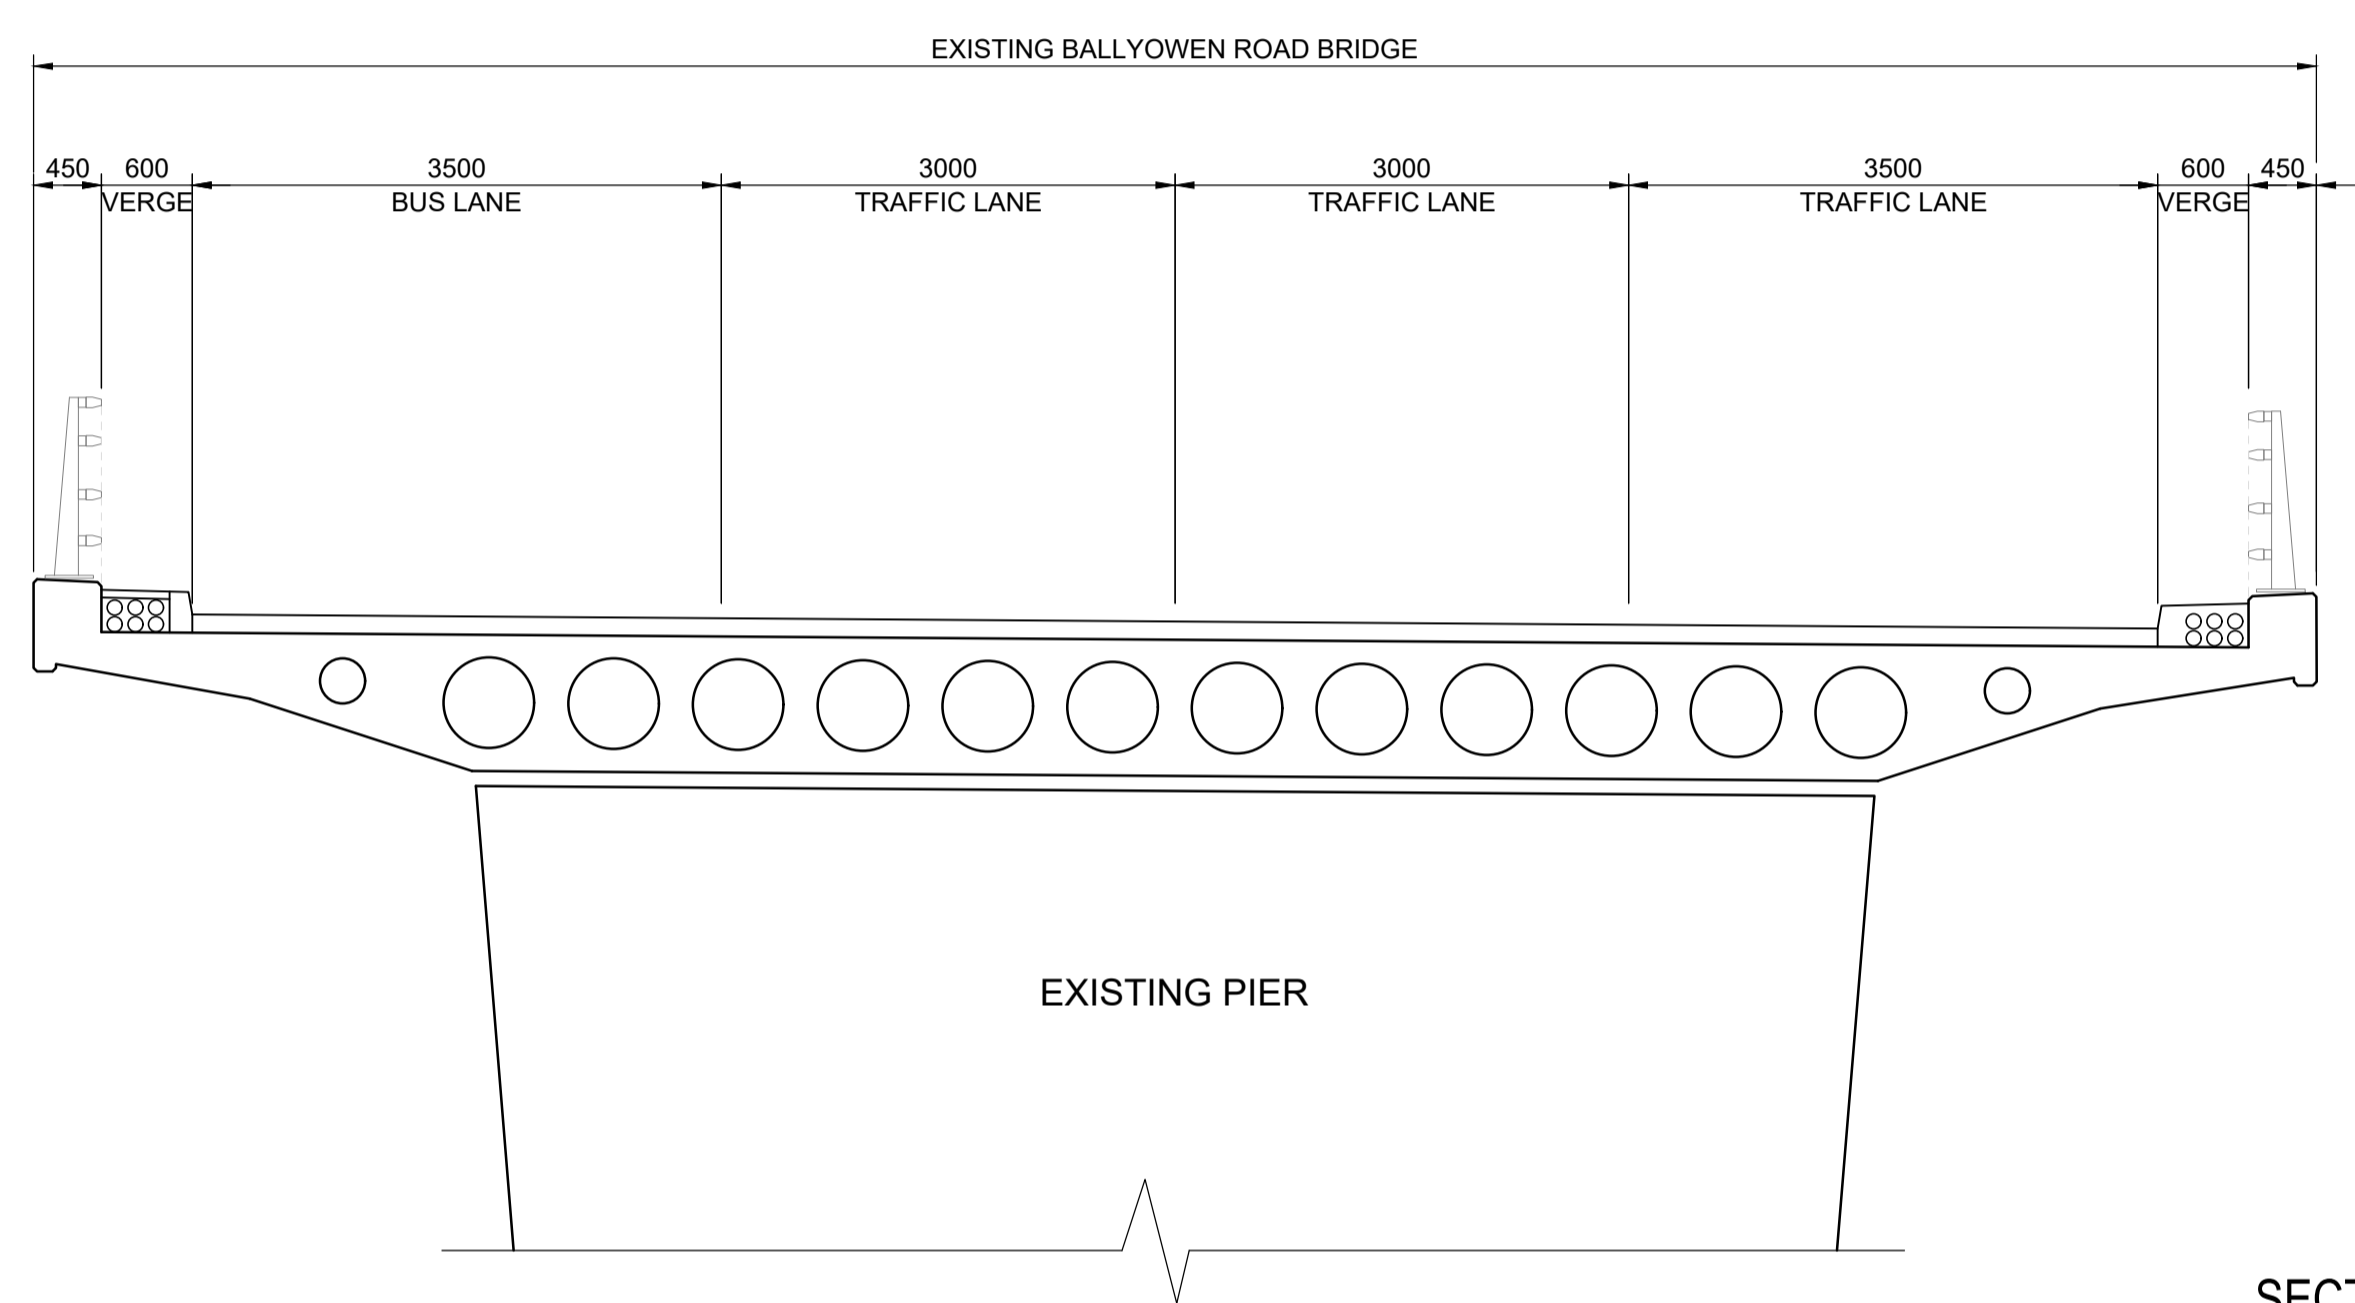 EXISTING BALLYOWEN ROAD BRIDGE
450 600 3500 3000 3000 3500 600 450
VERGE BUS LANE TRAFFIC LANE TRAFFIC LANE TRAFFIC LANE VERGE
EXISTING PIER